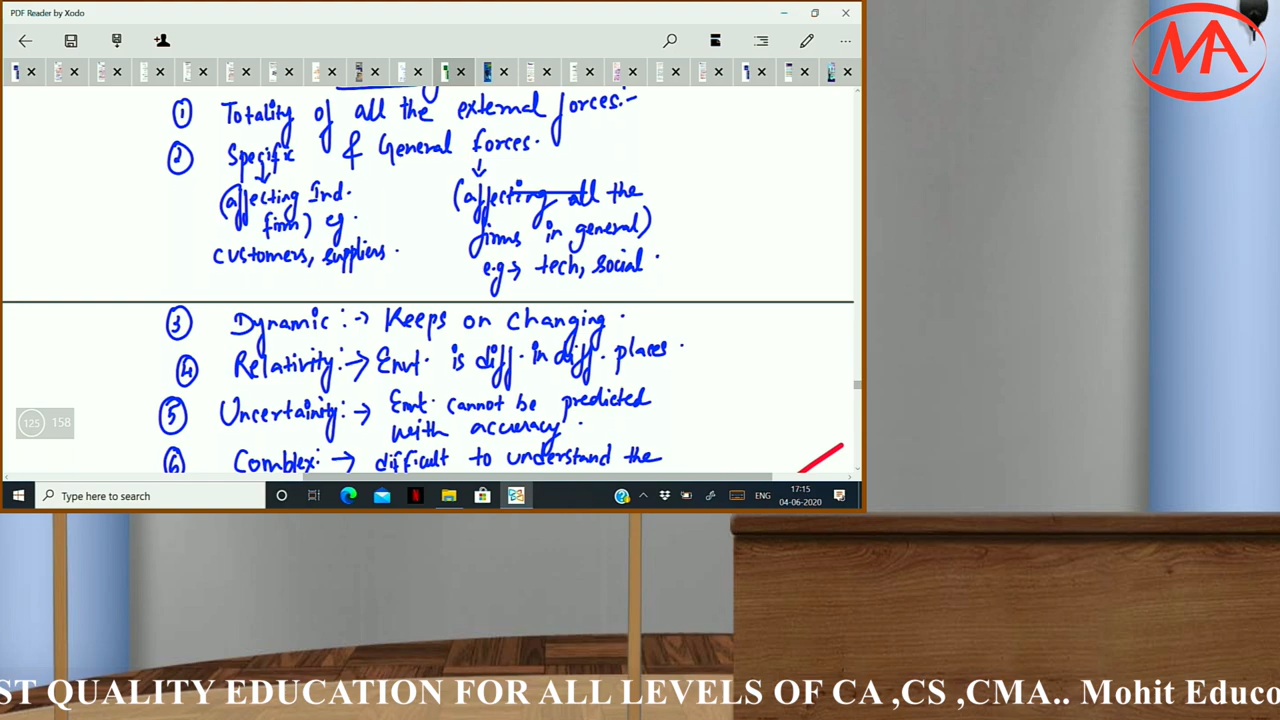 PDF Reader by Xodo
MA
① Totality of all the external forces:-
② Specific & General forces.
(affecting Ind. firm) eg. customers, suppliers.
(affecting all the firms in general)
e.g → tech, social.
③ Dynamic :→ Keeps on changing.
④ Relativity:→ Envt. is diff. in diff. places.
⑤ Uncertainity:→ Envt. cannot be predicted
with accuracy.
⑥ Complex: → difficult to understand the
125 158
Type here to search
ENG
17:15
04-06-2020
ST QUALITY EDUCATION FOR ALL LEVELS OF CA ,CS ,CMA.. Mohit Educo